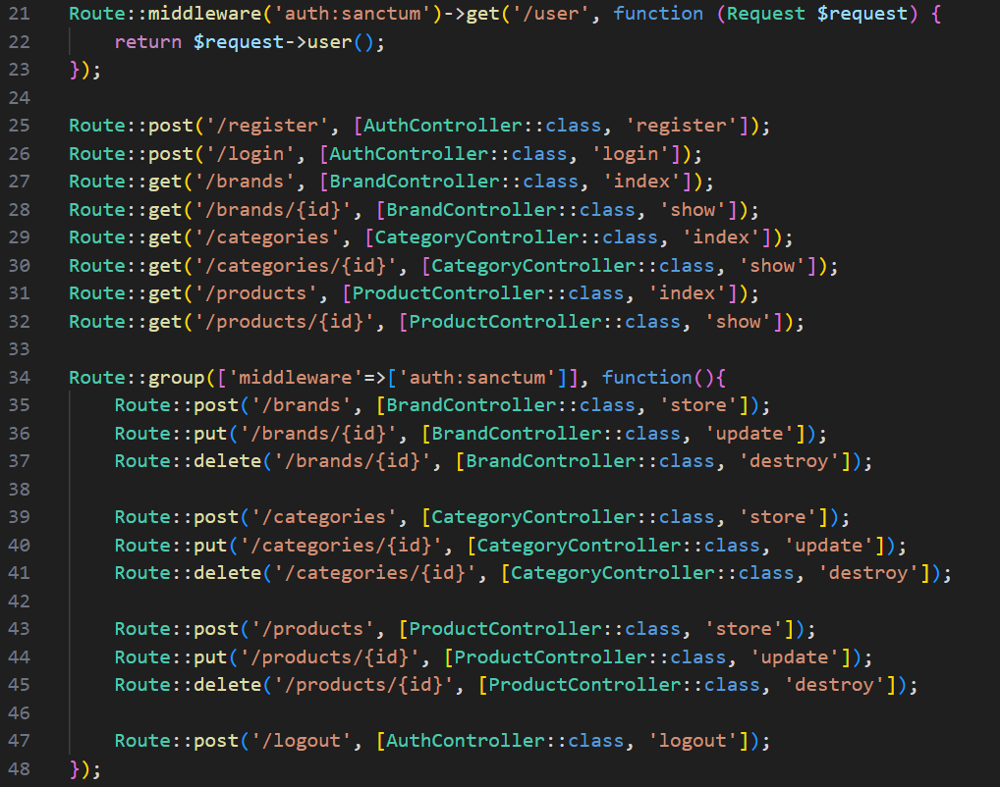 21 Route::middleware('auth:sanctum')->get('/user', function (Request $request) {
22     return $request->user();
23 });
24
25 Route::post('/register', [AuthController::class, 'register']);
26 Route::post('/login', [AuthController::class, 'login']);
27 Route::get('/brands', [BrandController::class, 'index']);
28 Route::get('/brands/{id}', [BrandController::class, 'show']);
29 Route::get('/categories', [CategoryController::class, 'index']);
30 Route::get('/categories/{id}', [CategoryController::class, 'show']);
31 Route::get('/products', [ProductController::class, 'index']);
32 Route::get('/products/{id}', [ProductController::class, 'show']);
33
34 Route::group(['middleware'=>['auth:sanctum']], function(){
35     Route::post('/brands', [BrandController::class, 'store']);
36     Route::put('/brands/{id}', [BrandController::class, 'update']);
37     Route::delete('/brands/{id}', [BrandController::class, 'destroy']);
38
39     Route::post('/categories', [CategoryController::class, 'store']);
40     Route::put('/categories/{id}', [CategoryController::class, 'update']);
41     Route::delete('/categories/{id}', [CategoryController::class, 'destroy']);
42
43     Route::post('/products', [ProductController::class, 'store']);
44     Route::put('/products/{id}', [ProductController::class, 'update']);
45     Route::delete('/products/{id}', [ProductController::class, 'destroy']);
46
47     Route::post('/logout', [AuthController::class, 'logout']);
48 });